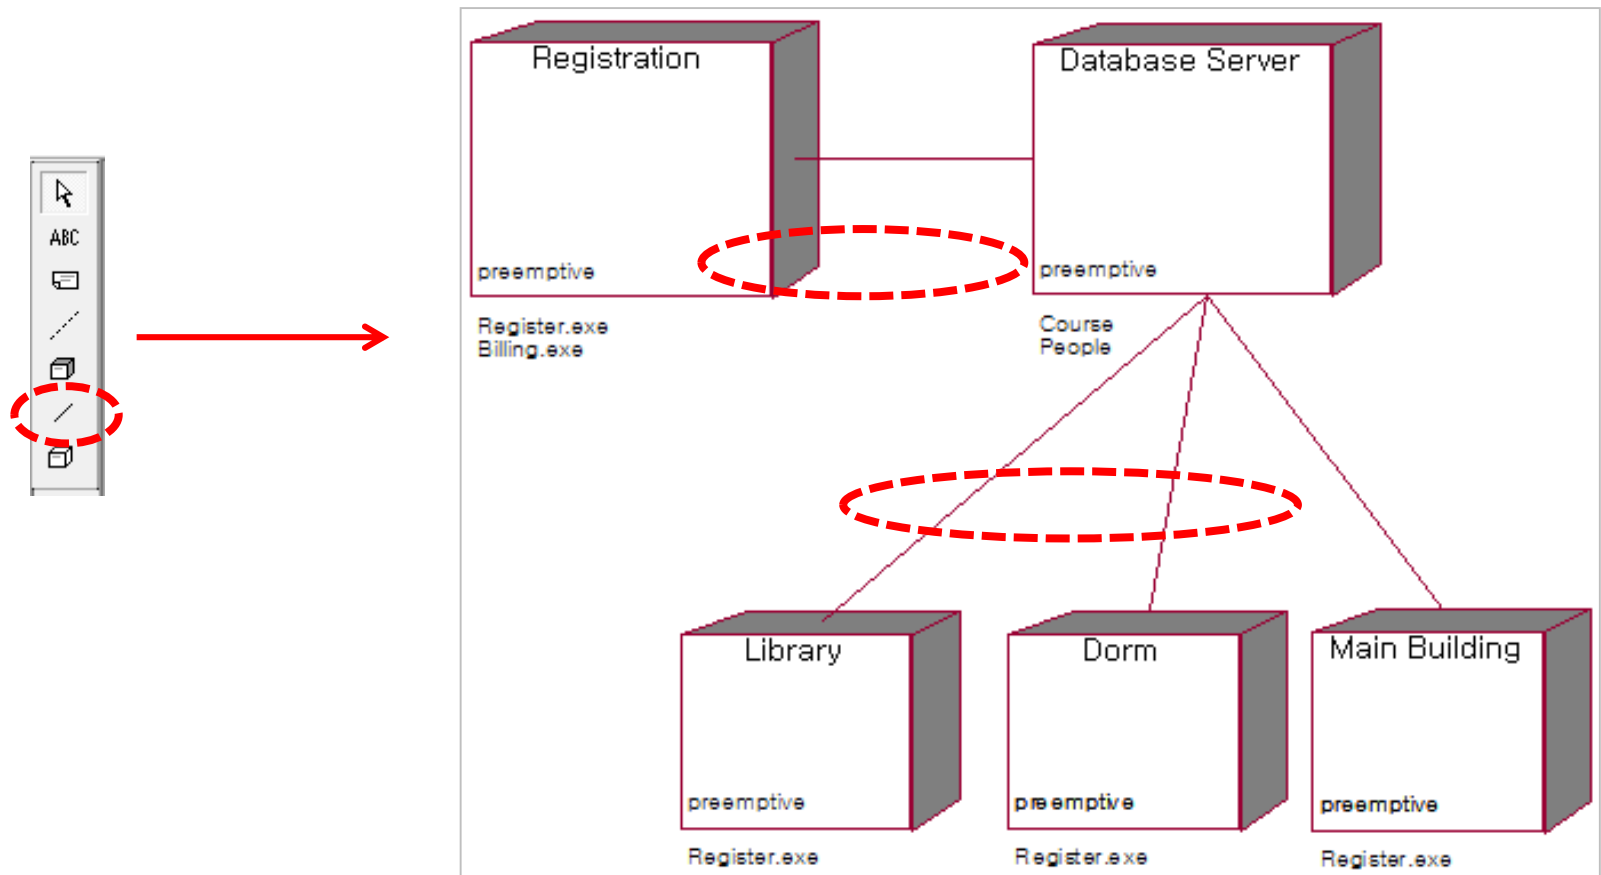 ABC
Registration
preemptive
Register.exe
Billing.exe
Database Server
preemptive
Course
People
Library
preemptive
Register.exe
Dorm
preemptive
Register.exe
Main Building
preemptive
Register.exe